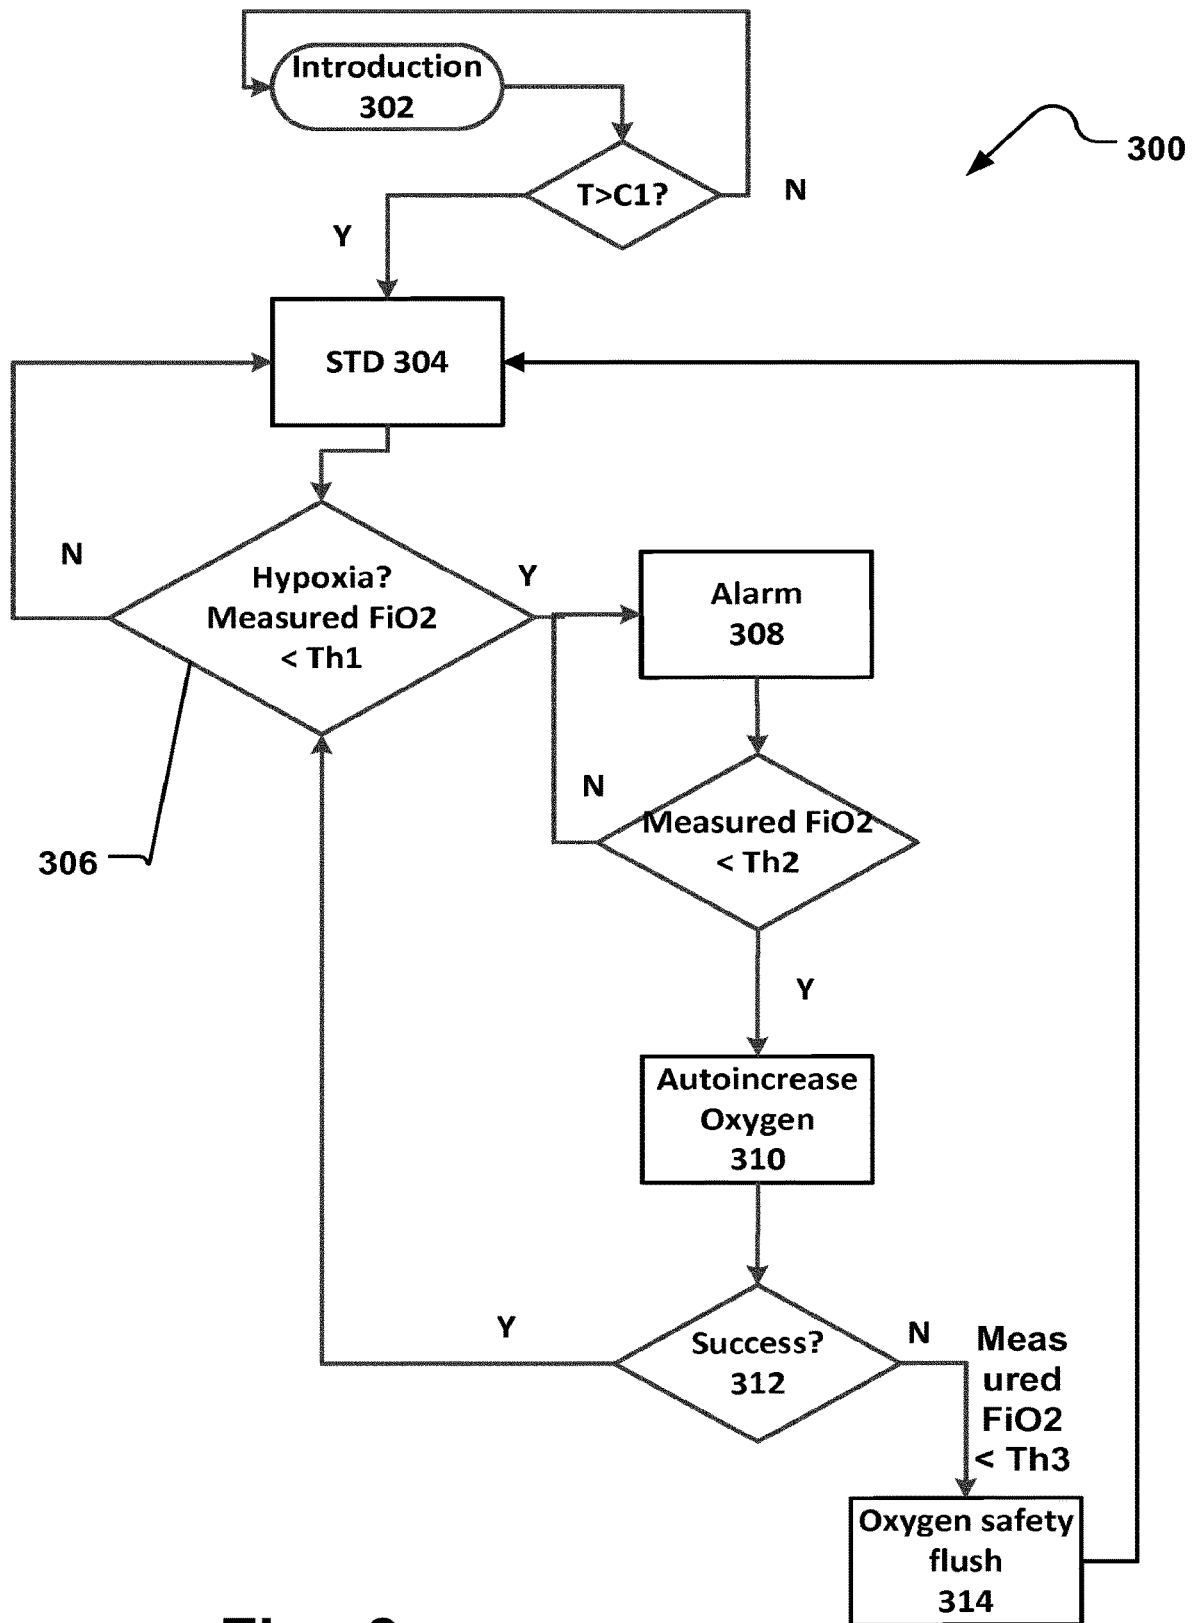 Introduction
302
300
T>C1?
N
Y
STD 304
N
Hypoxia?
Measured FiO2
< Th1
Y
Alarm
308
N
Measured FiO2
< Th2
306
Y
Autoincrease
Oxygen
310
Y
Success?
312
N
Meas
ured
FiO2
< Th3
Oxygen safety
flush
314